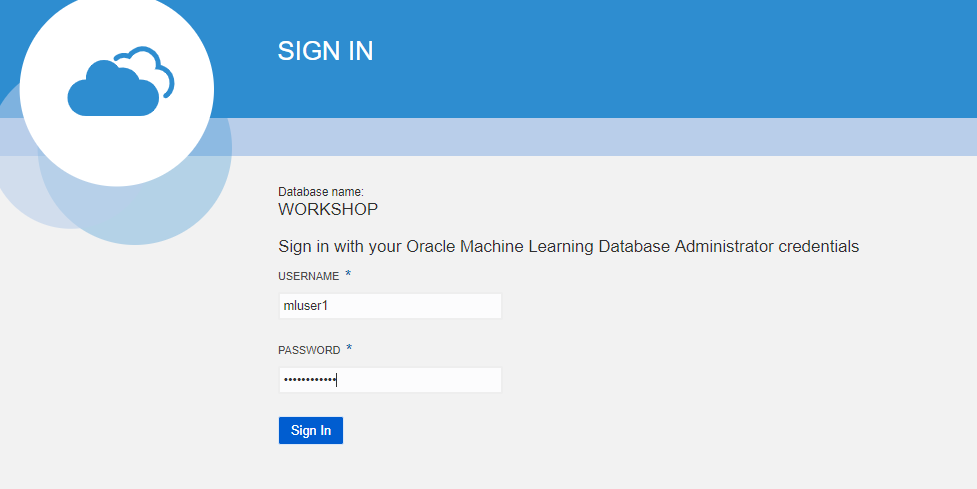 SIGN IN
Database name:
WORKSHOP
Sign in with your Oracle Machine Learning Database Administrator credentials
USERNAME *
mluser1
PASSWORD *
••••••••••••
Sign In